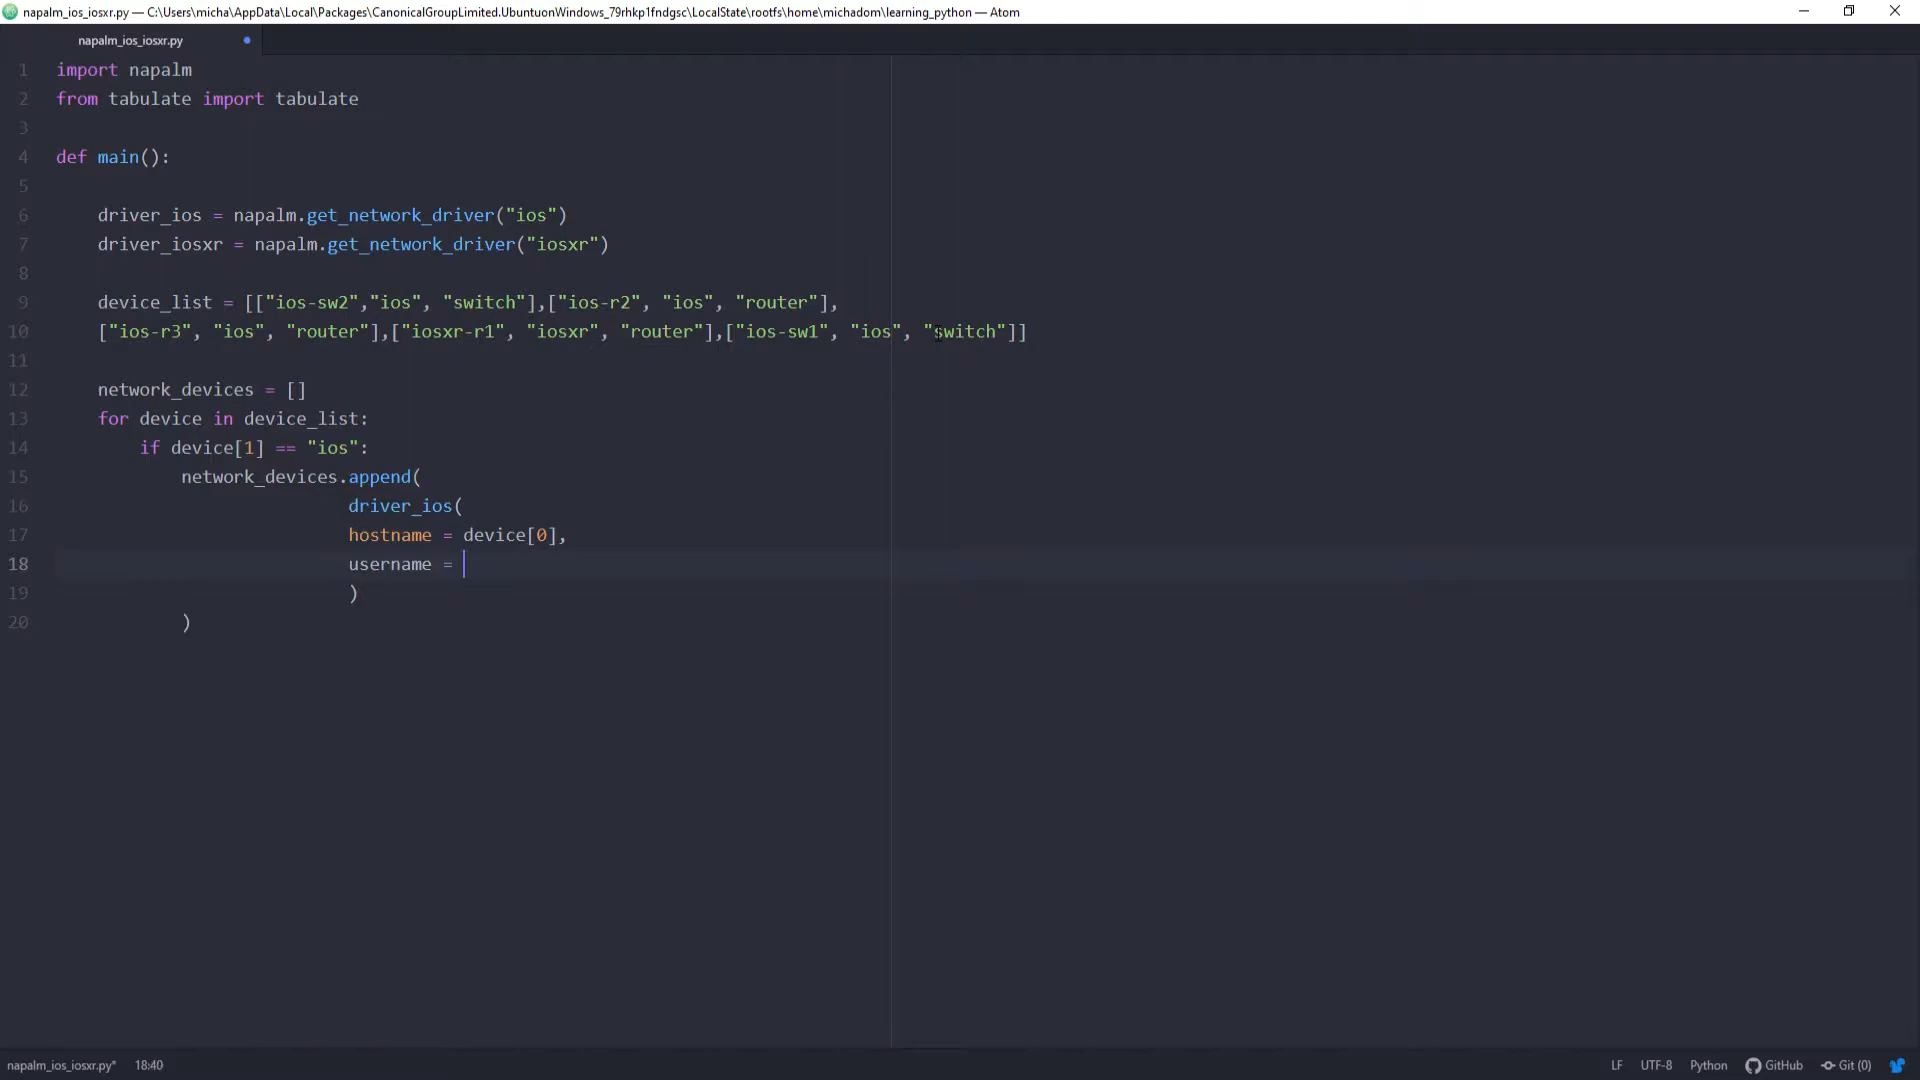 napalm_ios_iosxr.py — C:\Users\micha\AppData\Local\Packages\CanonicalGroupLimited.UbuntuonWindows_79rhkp1fndgsc\LocalState\rootfs\home\michadom\learning_python — Atom
napalm_ios_iosxr.py
1 import napalm
2 from tabulate import tabulate
3
4 def main():
5
6     driver_ios = napalm.get_network_driver("ios")
7     driver_iosxr = napalm.get_network_driver("iosxr")
8
9     device_list = [["ios-sw2","ios", "switch"],["ios-r2", "ios", "router"],
10     ["ios-r3", "ios", "router"],["iosxr-r1", "iosxr", "router"],["ios-sw1", "ios", "switch"]]
11
12     network_devices = []
13     for device in device_list:
14         if device[1] == "ios":
15             network_devices.append(
16                             driver_ios(
17                             hostname = device[0],
18                             username =
19                             )
20             )
napalm_ios_iosxr.py* 18:40 LF UTF-8 Python GitHub Git (0)